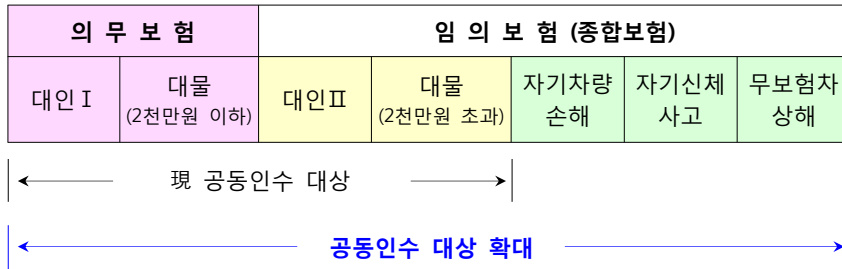 의 무 보 험 임 의 보 험 (종합보험)
대인Ⅰ 대물 (2천만원 이하) 대인Ⅱ 대물 (2천만원 초과) 자기차량 손해 자기신체 사고 무보험차 상해
現 공동인수 대상
공동인수 대상 확대